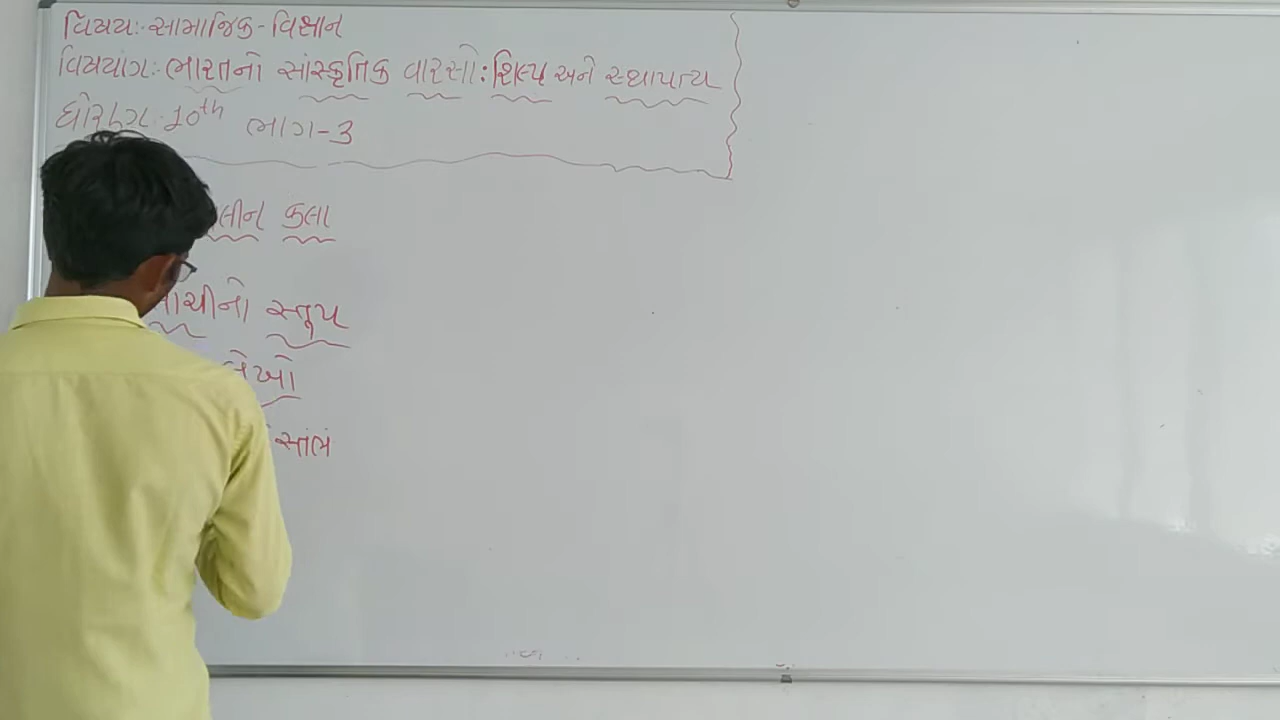 વિષય:- સામાજિક - વિજ્ઞાન
વિષયાંગ:- ભારતનો સાંસ્કૃતિક વારસો : શિલ્પ અને સ્થાપત્ય
ધોરણ:- 10th ભાગ-3
કલા
સ્તૂપ
સ્તંભ